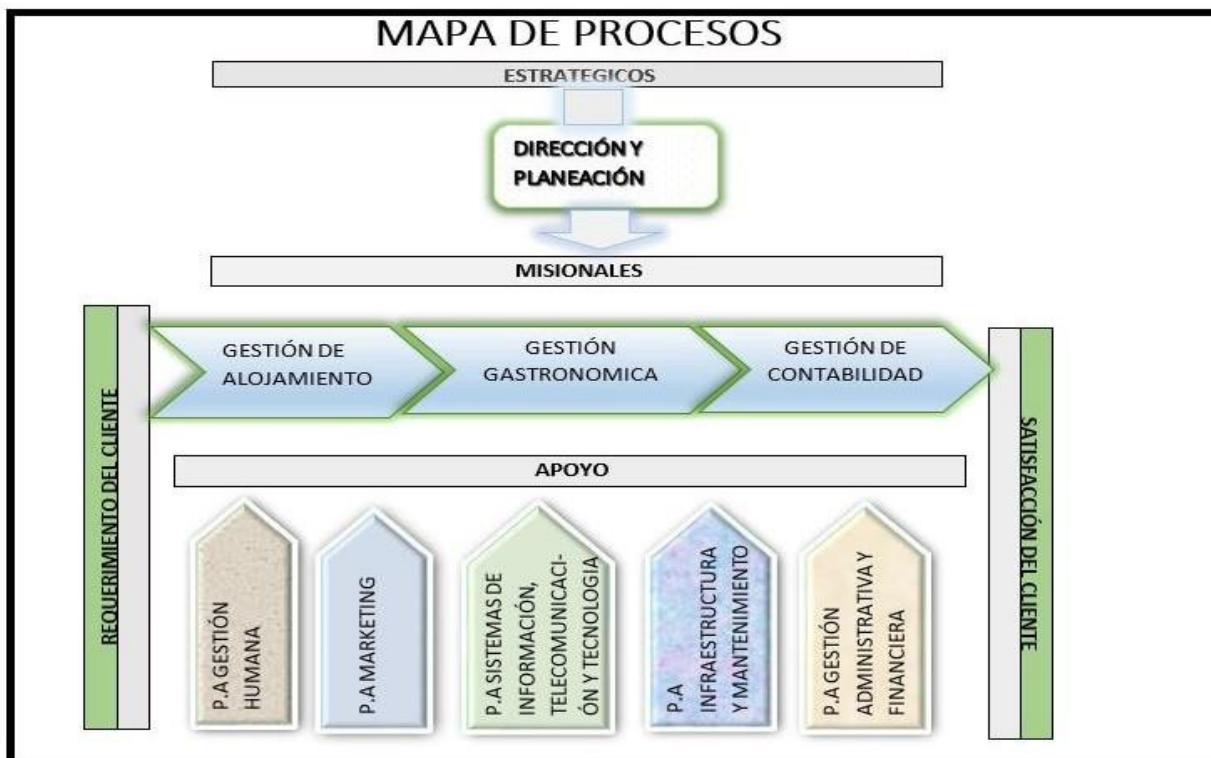 MAPA DE PROCESOS
ESTRATEGICOS
DIRECCIÓN Y
PLANEACIÓN
MISIONALES
REQUERIMIENTO DEL CLIENTE
GESTIÓN DE
ALOJAMIENTO
GESTIÓN
GASTRONOMICA
GESTIÓN DE
CONTABILIDAD
SATISFACCIÓN DEL CLIENTE
APOYO
P.A GESTIÓN
HUMANA
P.A MARKETING
P.A SISTEMAS DE
INFORMACIÓN,
TELECOMUNICACI-
ÓN Y TECNOLOGIA
P.A
INFRAESTRUCTURA
Y MANTENIMIENTO
P.A GESTIÓN
ADMINISTRATIVA Y
FINANCIERA